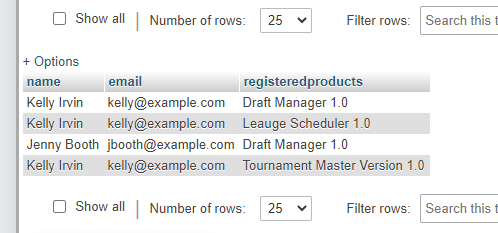 Show all | Number of rows: 25 Filter rows: Search this t
+ Options
name email registeredproducts
Kelly Irvin kelly@example.com Draft Manager 1.0
Kelly Irvin kelly@example.com Leauge Scheduler 1.0
Jenny Booth jbooth@example.com Draft Manager 1.0
Kelly Irvin kelly@example.com Tournament Master Version 1.0
Show all | Number of rows: 25 Filter rows: Search this t